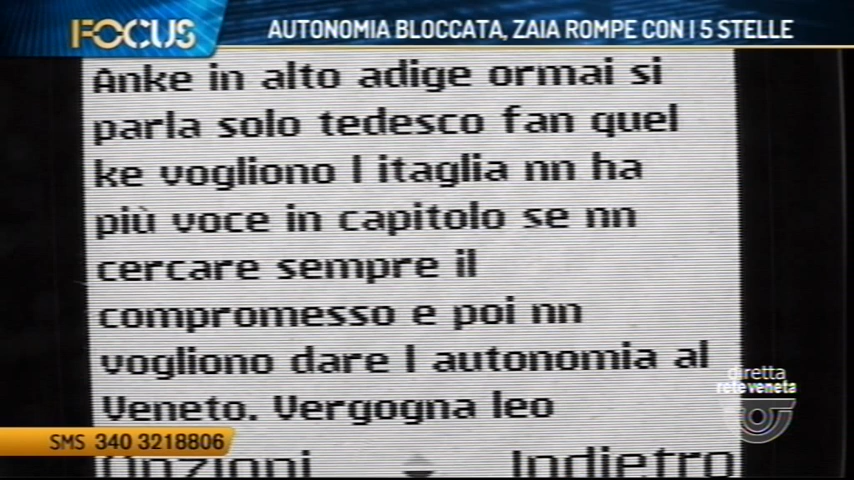 FOCUS
AUTONOMIA BLOCCATA, ZAIA ROMPE CON I 5 STELLE
Anke in alto adige ormai si
parla solo tedesco fan quel
ke vogliono l itaglia nn ha
più voce in capitolo se nn
cercare sempre il
compromesso e poi nn
vogliono dare l autonomia al
Veneto. Vergogna leo
diretta
reteveneta
SMS 340 3218806
Opzioni Indietro